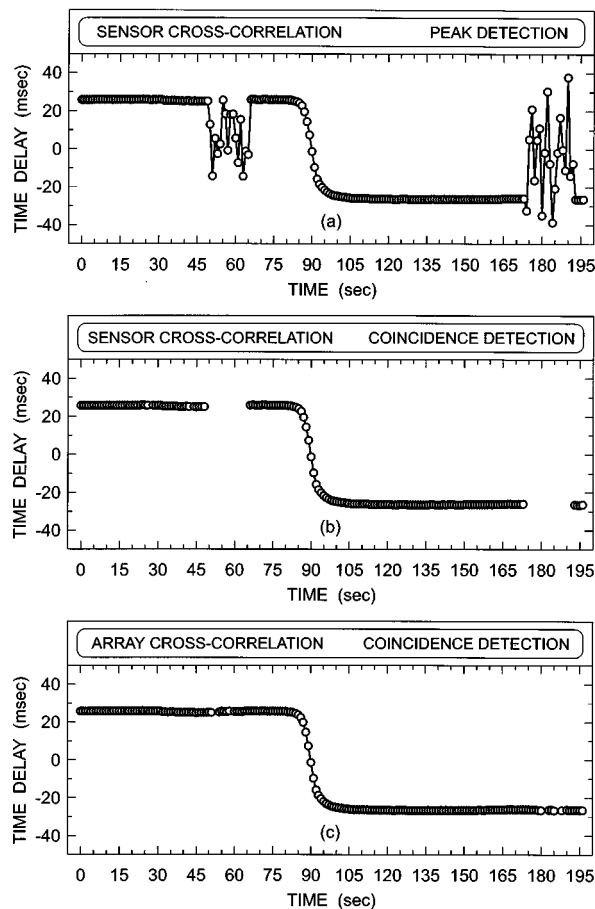 SENSOR CROSS-CORRELATION PEAK DETECTION
40
20
0
-20
-40
TIME DELAY (msec)
(a)
0 15 30 45 60 75 90 105 120 135 150 165 180 195
TIME (sec)
SENSOR CROSS-CORRELATION COINCIDENCE DETECTION
40
20
0
-20
-40
TIME DELAY (msec)
(b)
0 15 30 45 60 75 90 105 120 135 150 165 180 195
TIME (sec)
ARRAY CROSS-CORRELATION COINCIDENCE DETECTION
40
20
0
-20
-40
TIME DELAY (msec)
(c)
0 15 30 45 60 75 90 105 120 135 150 165 180 195
TIME (sec)